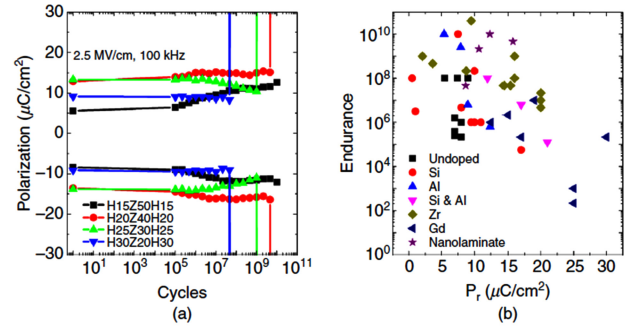 30
20
10
0
−10
−20
−30
Polarization (μC/cm²)
2.5 MV/cm, 100 kHz
H15Z50H15
H20Z40H20
H25Z30H25
H30Z20H30
10¹ 10³ 10⁵ 10⁷ 10⁹ 10¹¹
Cycles
(a)
10¹⁰
10⁸
10⁶
10⁴
10²
10⁰
Endurance
Undoped
Si
Al
Si & Al
Zr
Gd
Nanolaminate
0 5 10 15 20 25 30
Pr (μC/cm²)
(b)